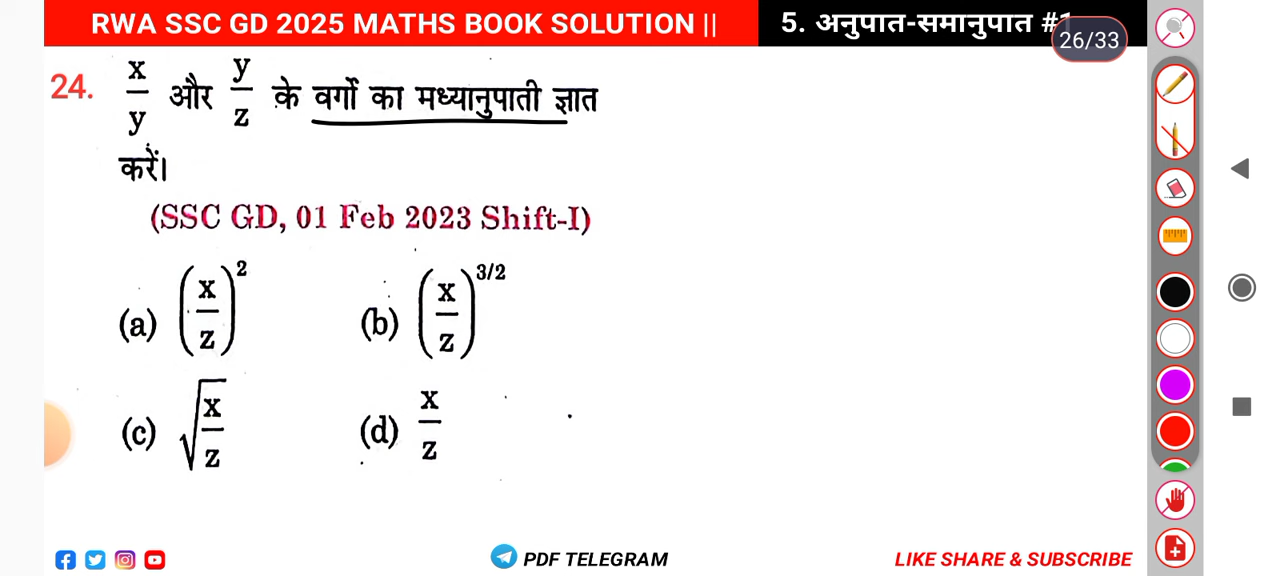 RWA SSC GD 2025 MATHS BOOK SOLUTION || 5. अनुपात-समानुपात #1
26/33
24. x/y और y/z के वर्गो का मध्यानुपाती ज्ञात
करें।
(SSC GD, 01 Feb 2023 Shift-I)
(a) (x/z)^2 (b) (x/z)^3/2
(c) √(x/z) (d) x/z
PDF TELEGRAM LIKE SHARE & SUBSCRIBE